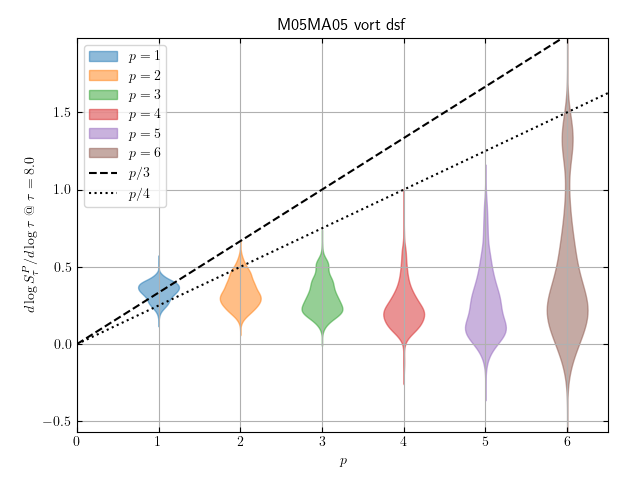 M05MA05 vort dsf
p = 1
p = 2
p = 3
p = 4
p = 5
p = 6
p/3
p/4
1.5
1.0
0.5
0.0
−0.5
d log S_τ^P / d log τ @ τ = 8.0
0 1 2 3 4 5 6
p